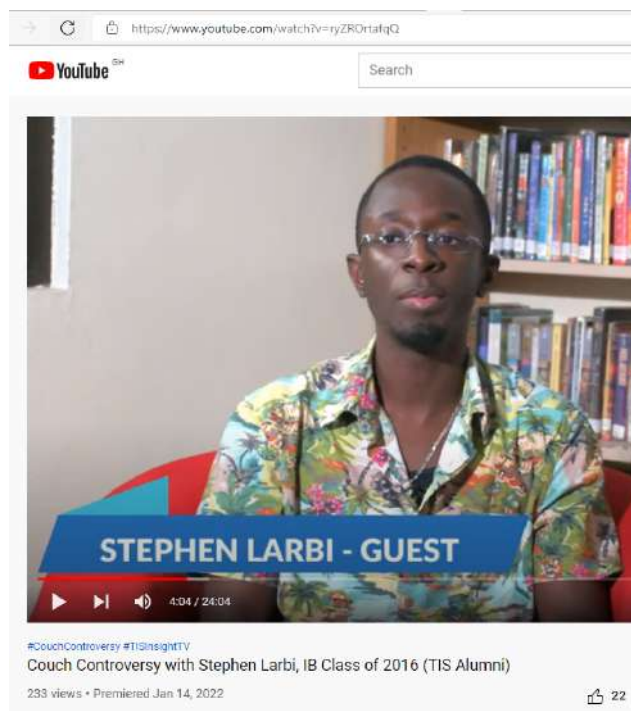 https://www.youtube.com/watch?v=ryZROrtafqQ
YouTube GH
Search
STEPHEN LARBI - GUEST
4:04 / 24:04
#CouchControversy #TISInsightTV
Couch Controversy with Stephen Larbi, IB Class of 2016 (TIS Alumni)
233 views • Premiered Jan 14, 2022
22